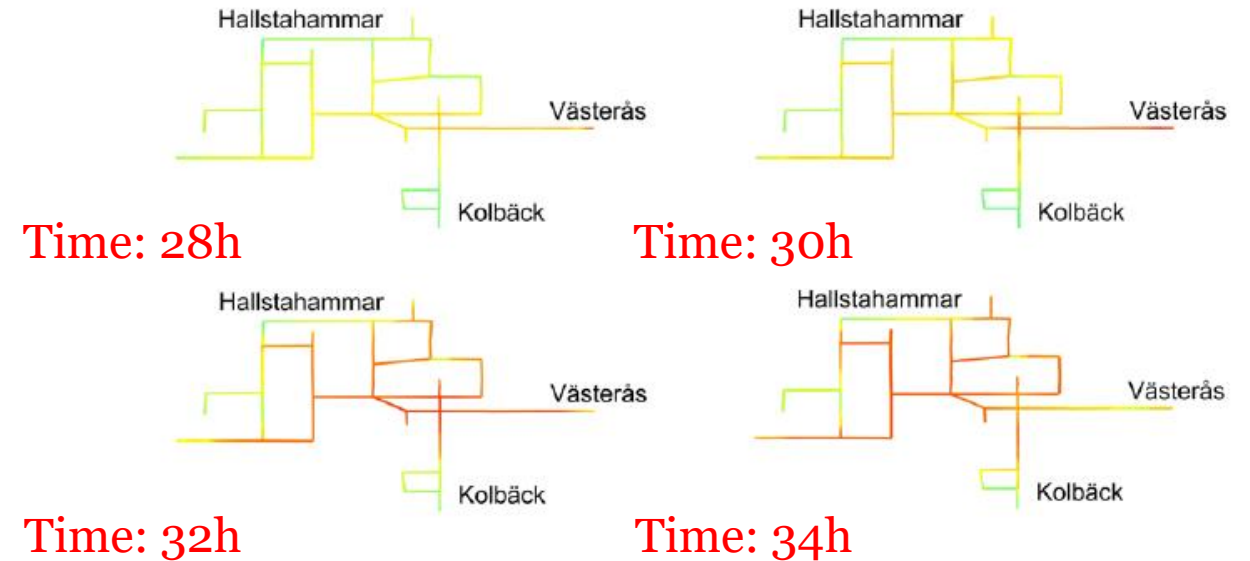 Hallstahammar
Västerås
Kolbäck
Time: 28h
Hallstahammar
Västerås
Kolbäck
Time: 30h
Hallstahammar
Västerås
Kolbäck
Time: 32h
Hallstahammar
Västerås
Kolbäck
Time: 34h